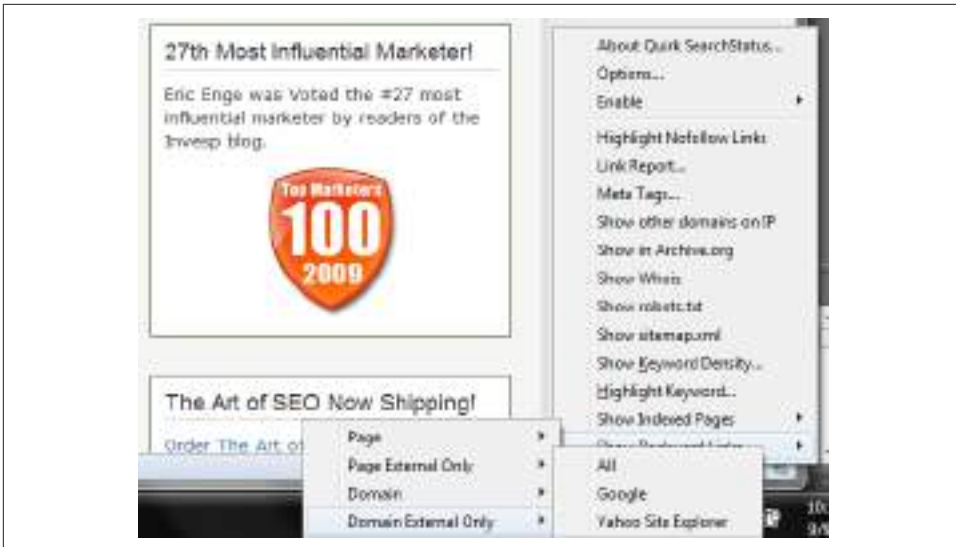 27th Most Influential Marketer!
Eric Enge was Voted the #27 most
influential marketer by readers of the
Invesp blog.
Top Marketers
100
2009
The Art of SEO Now Shipping!
Order The Art of
About Quirk SearchStatus...
Options...
Enable
Highlight Nofollow Links
Link Report...
Meta Tags...
Show other domains on IP
Show in Archive.org
Show Whois
Show robots.txt
Show sitemap.xml
Show Keyword Density...
Highlight Keyword...
Show Indexed Pages
Show Backward Links
Page
Page External Only
Domain
Domain External Only
All
Google
Yahoo Site Explorer